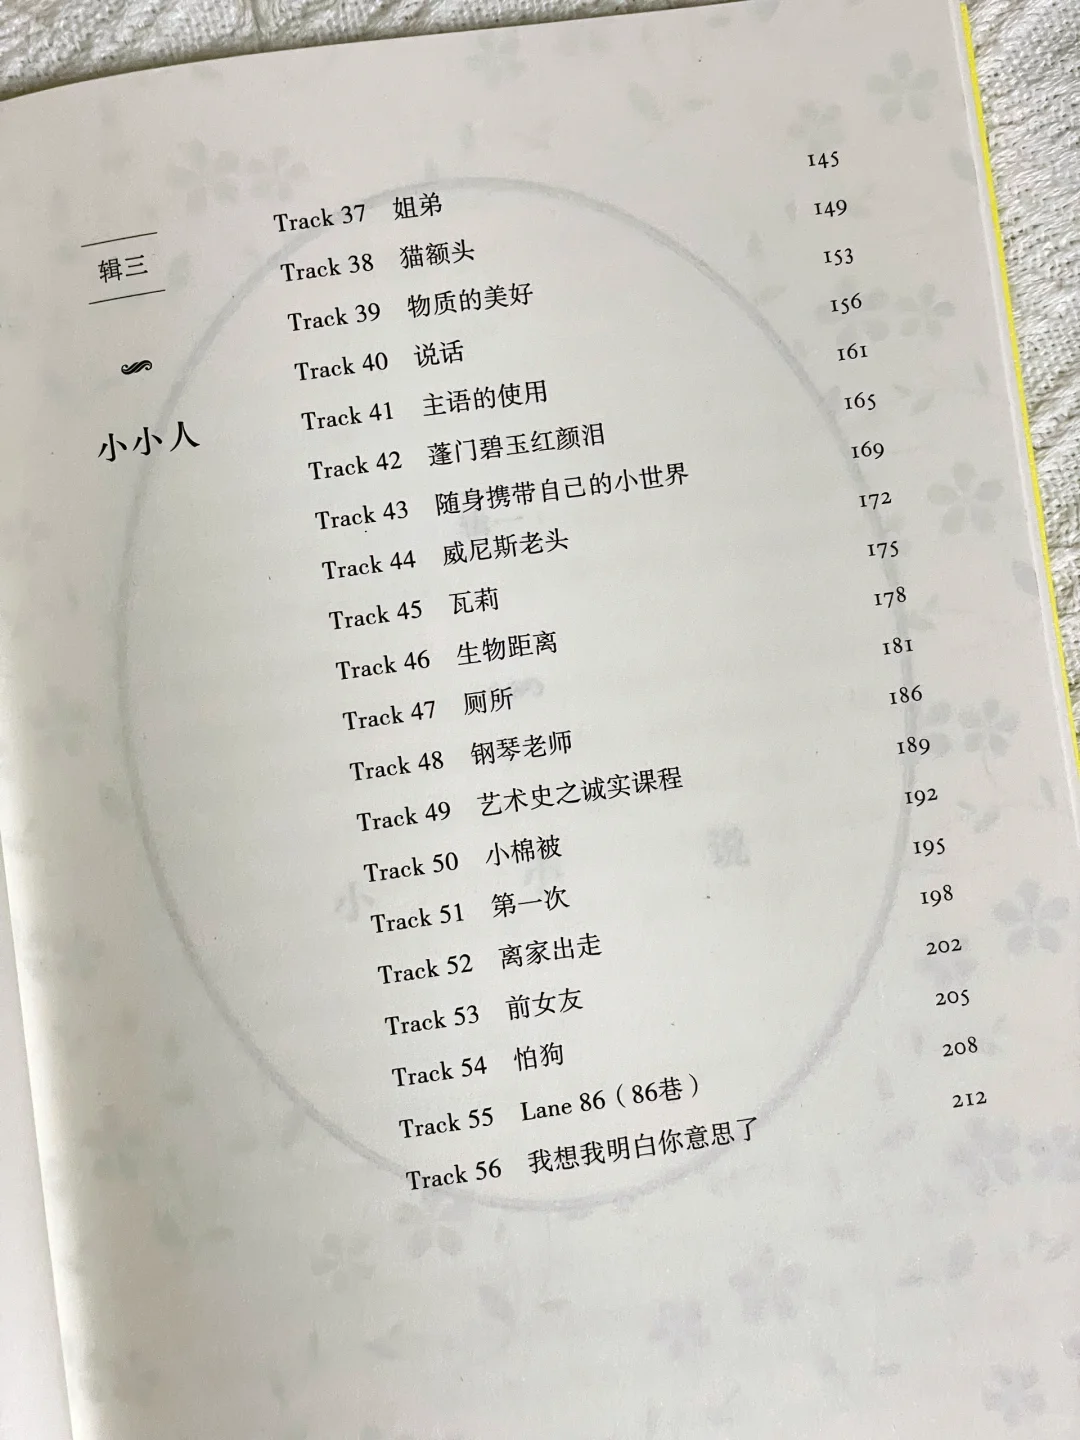 辑三
小小人
Track 37 姐弟 145
Track 38 猫额头 149
Track 39 物质的美好 153
Track 40 说话 156
Track 41 主语的使用 161
Track 42 蓬门碧玉红颜泪 165
Track 43 随身携带自己的小世界 169
Track 44 威尼斯老头 172
Track 45 瓦莉 175
Track 46 生物距离 178
Track 47 厕所 181
Track 48 钢琴老师 186
Track 49 艺术史之诚实课程 189
Track 50 小棉被 192
Track 51 第一次 195
Track 52 离家出走 198
Track 53 前女友 202
Track 54 怕狗 205
Track 55 Lane 86（86巷） 208
Track 56 我想我明白你意思了 212